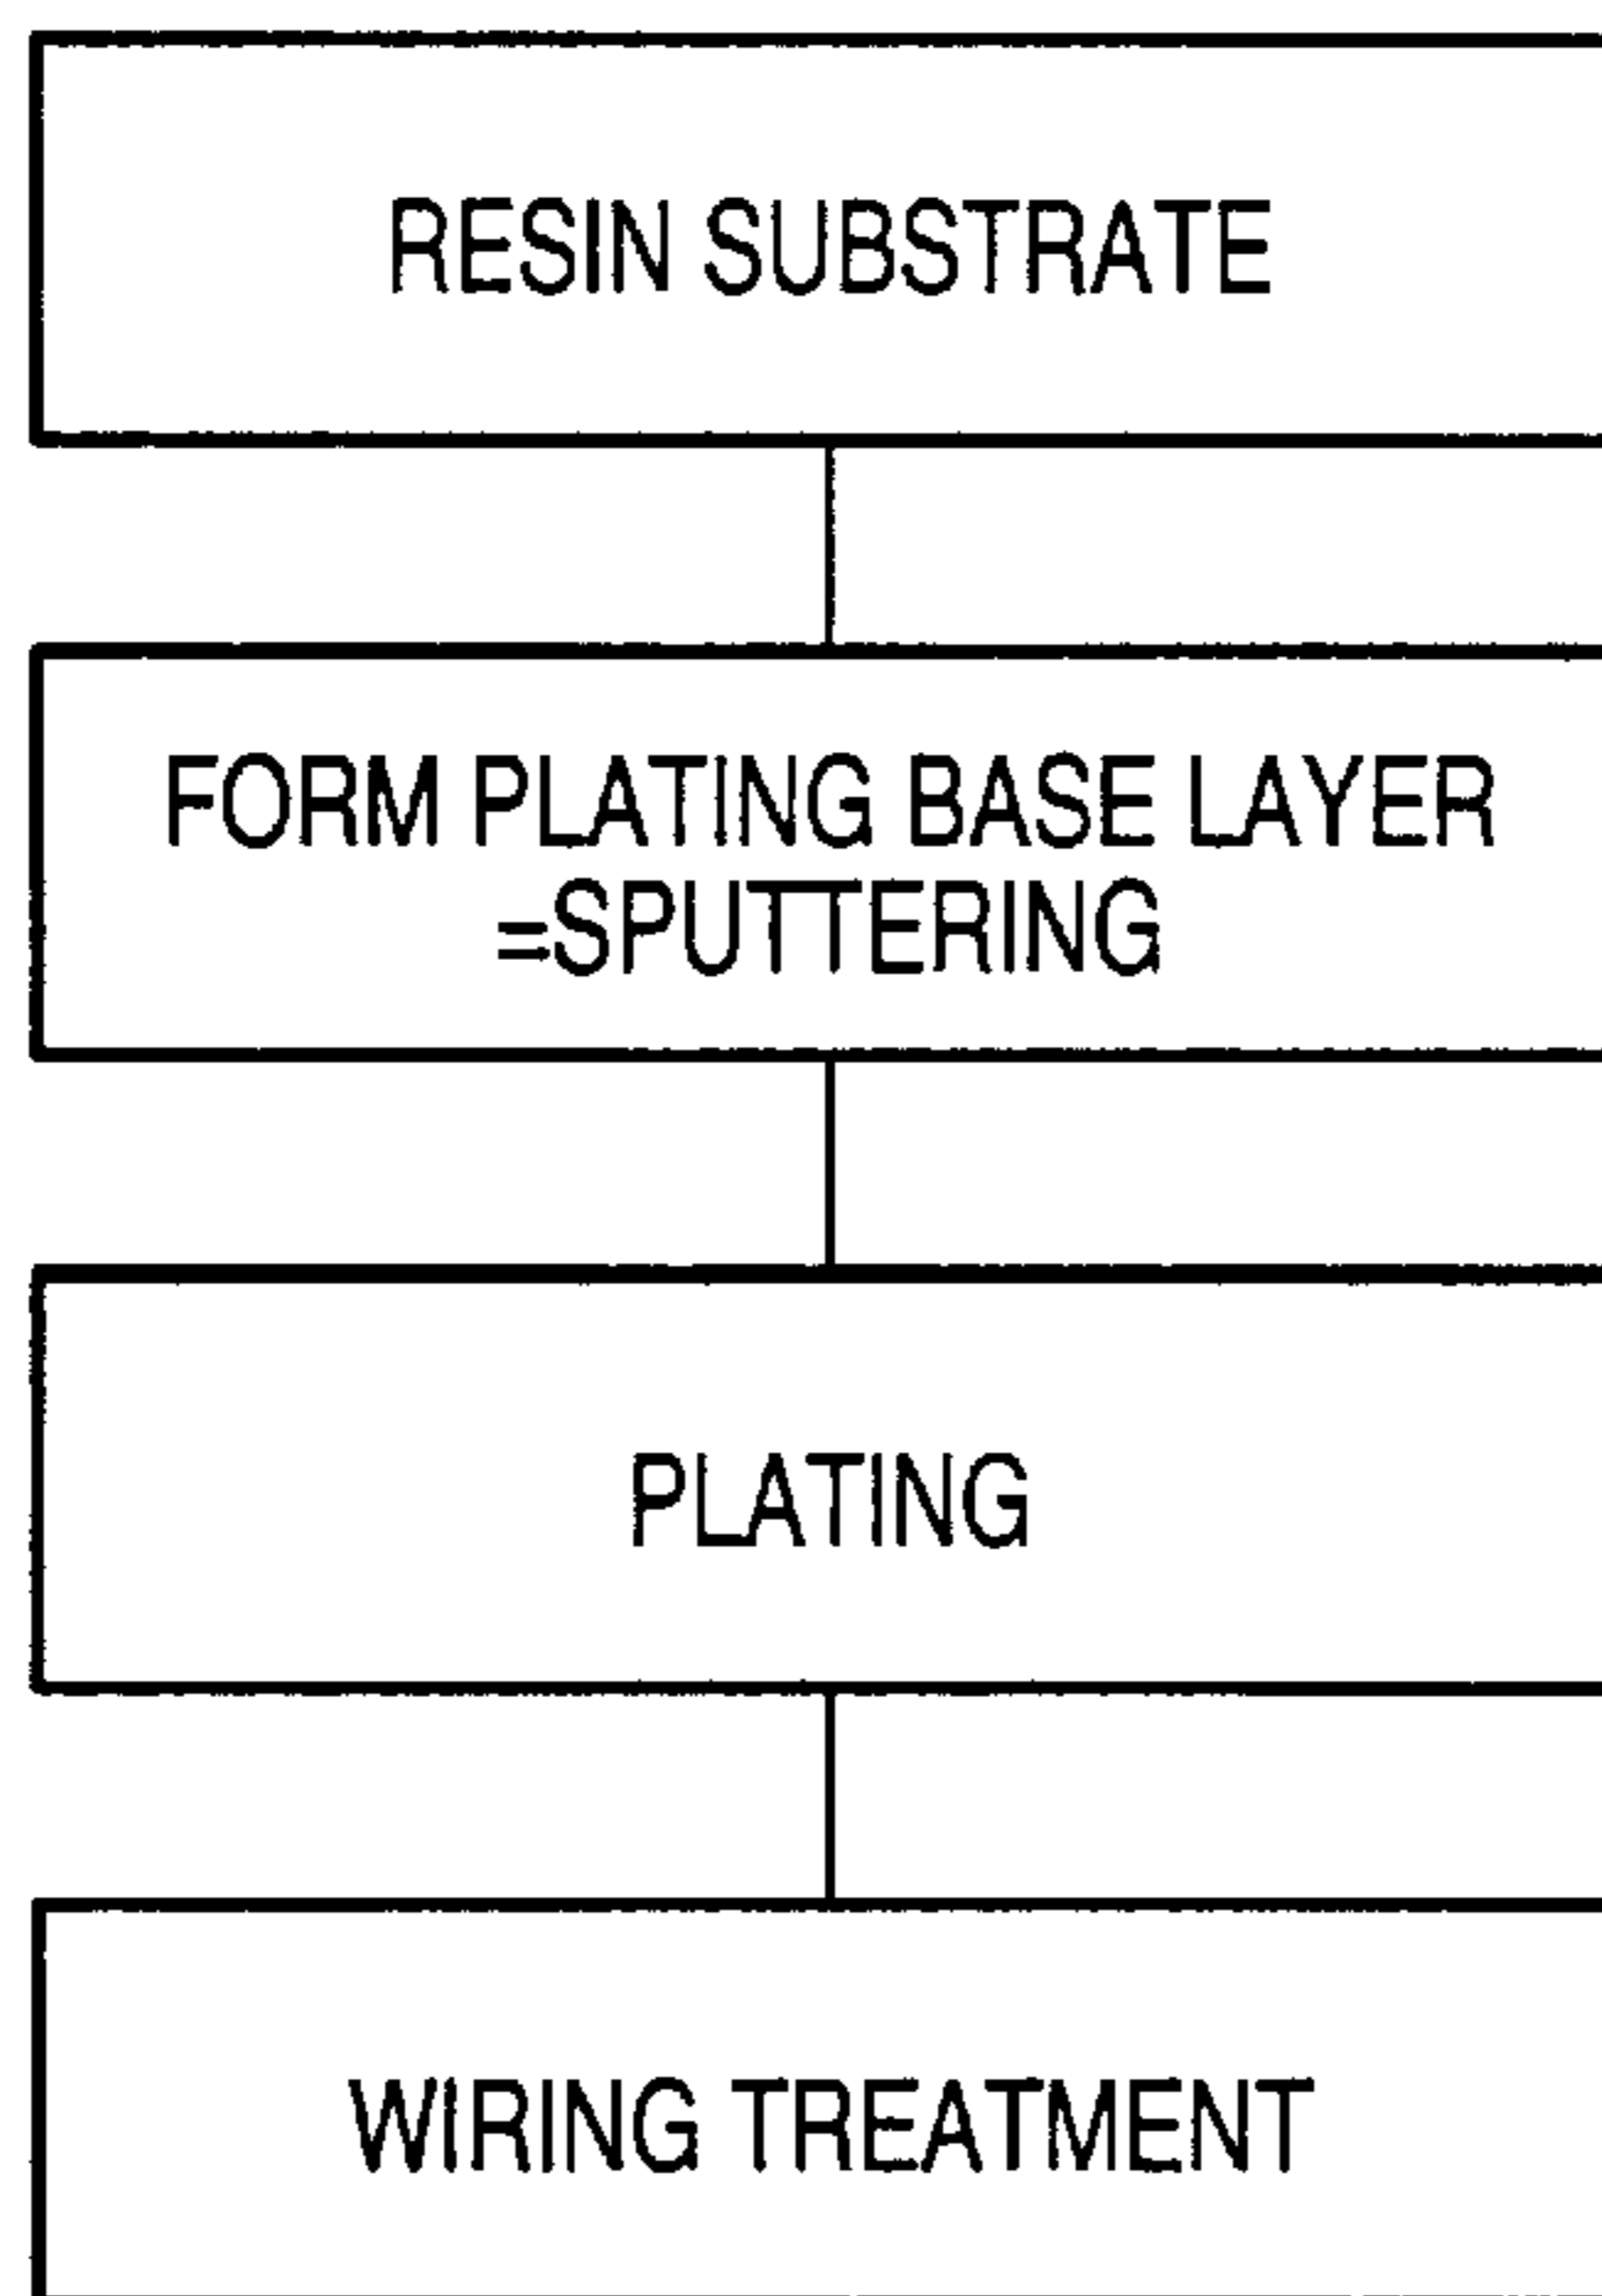 RESIN SUBSTRATE
FORM PLATING BASE LAYER
=SPUTTERING
PLATING
WIRING TREATMENT